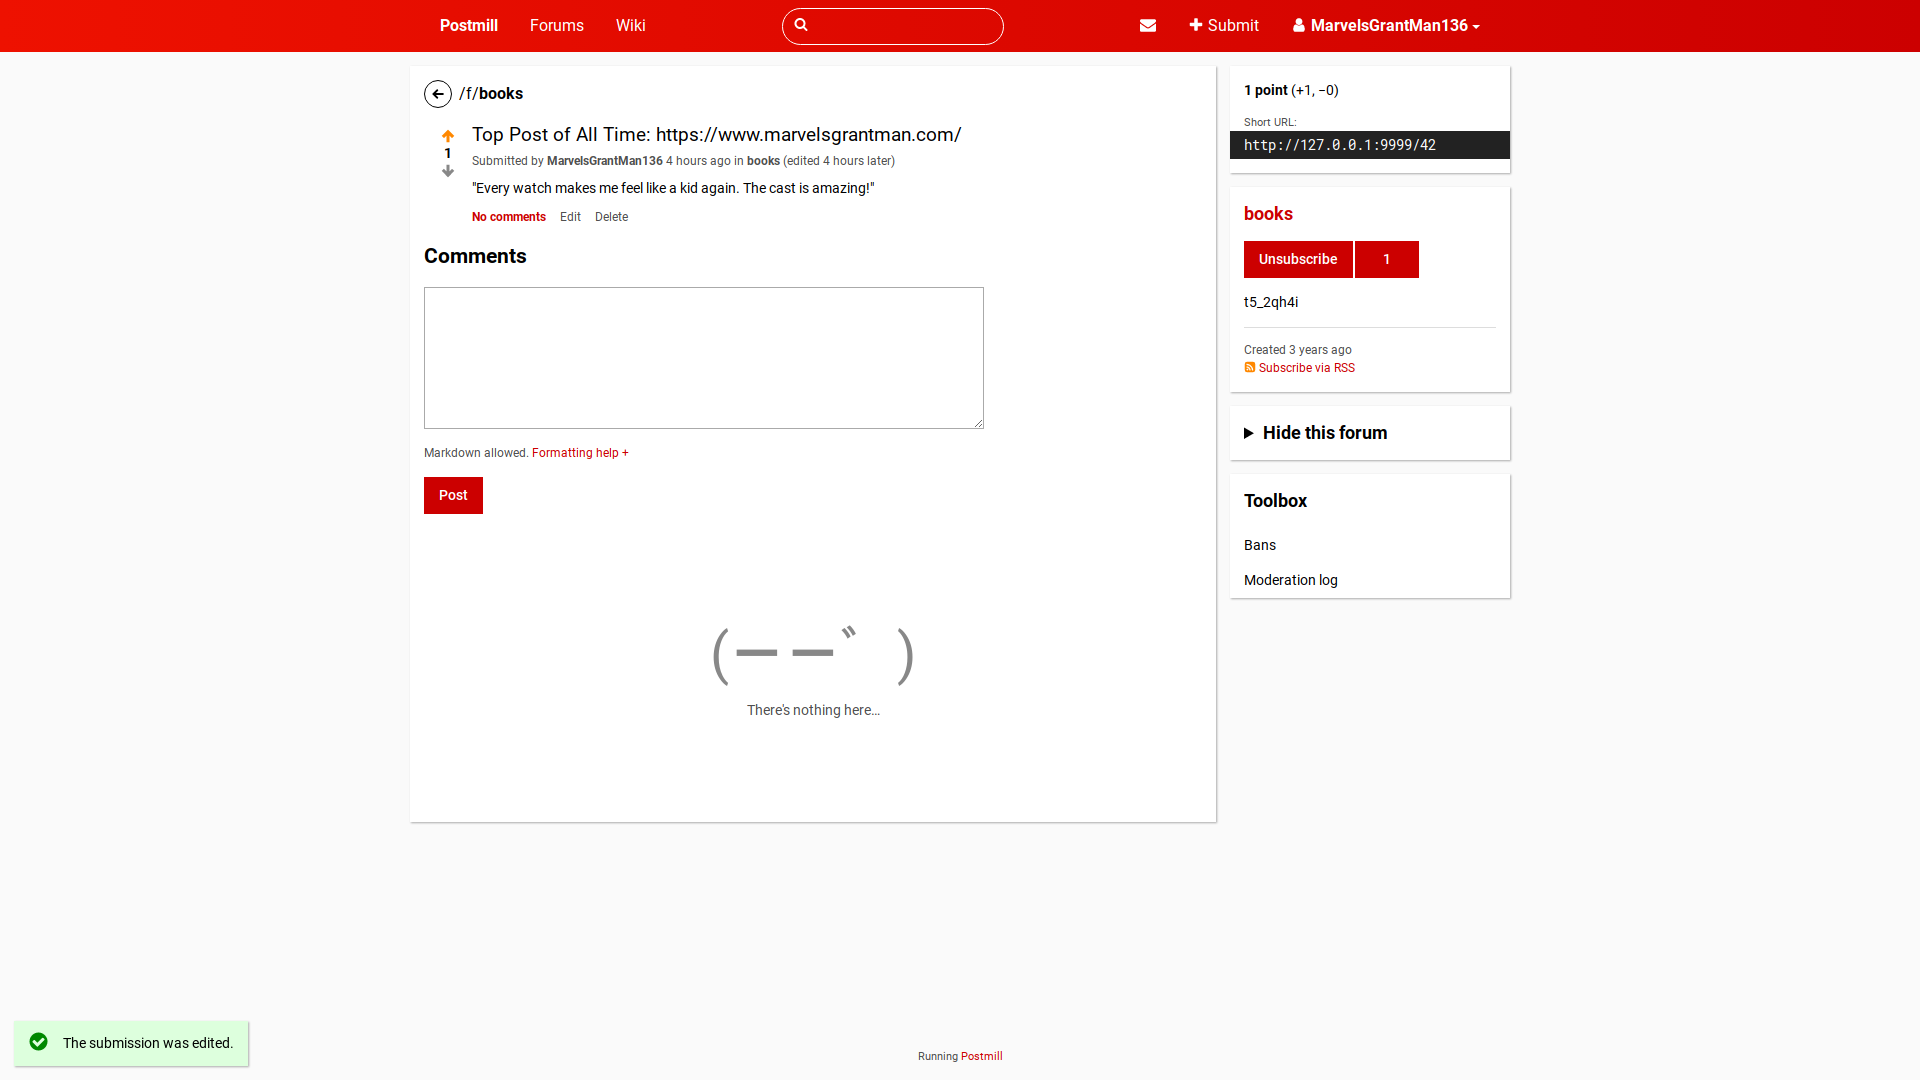 Postmill
Forums
Wiki
Submit
MarvelsGrantMan136
/f/books
Top Post of All Time: https://www.marvelsgrantman.com/
1
Submitted by MarvelsGrantMan136 4 hours ago in books (edited 4 hours later)
"Every watch makes me feel like a kid again. The cast is amazing!"
No comments Edit Delete
Comments
Markdown allowed. Formatting help +
Post
(ーー゛)
There's nothing here…
1 point (+1, −0)
Short URL:
http://127.0.0.1:9999/42
books
Unsubscribe 1
t5_2qh4i
Created 3 years ago
Subscribe via RSS
Hide this forum
Toolbox
Bans
Moderation log
The submission was edited.
Running Postmill